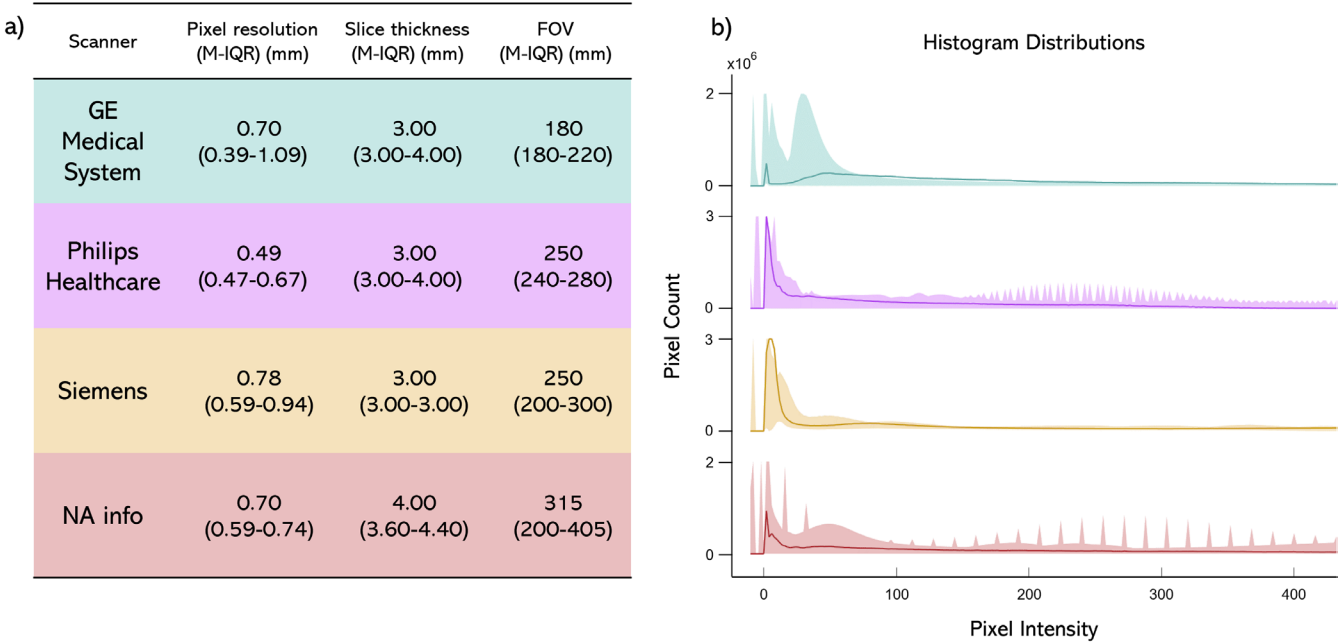 a)
Scanner
Pixel resolution
(M-IQR) (mm)
Slice thickness
(M-IQR) (mm)
FOV
(M-IQR) (mm)
GE
Medical
System
0.70
(0.39-1.09)
3.00
(3.00-4.00)
180
(180-220)
Philips
Healthcare
0.49
(0.47-0.67)
3.00
(3.00-4.00)
250
(240-280)
Siemens
0.78
(0.59-0.94)
3.00
(3.00-3.00)
250
(200-300)
NA info
0.70
(0.59-0.74)
4.00
(3.60-4.40)
315
(200-405)
b)
Histogram Distributions
x10⁶
2
0
3
0
3
0
2
0
Pixel Count
0 100 200 300 400
Pixel Intensity